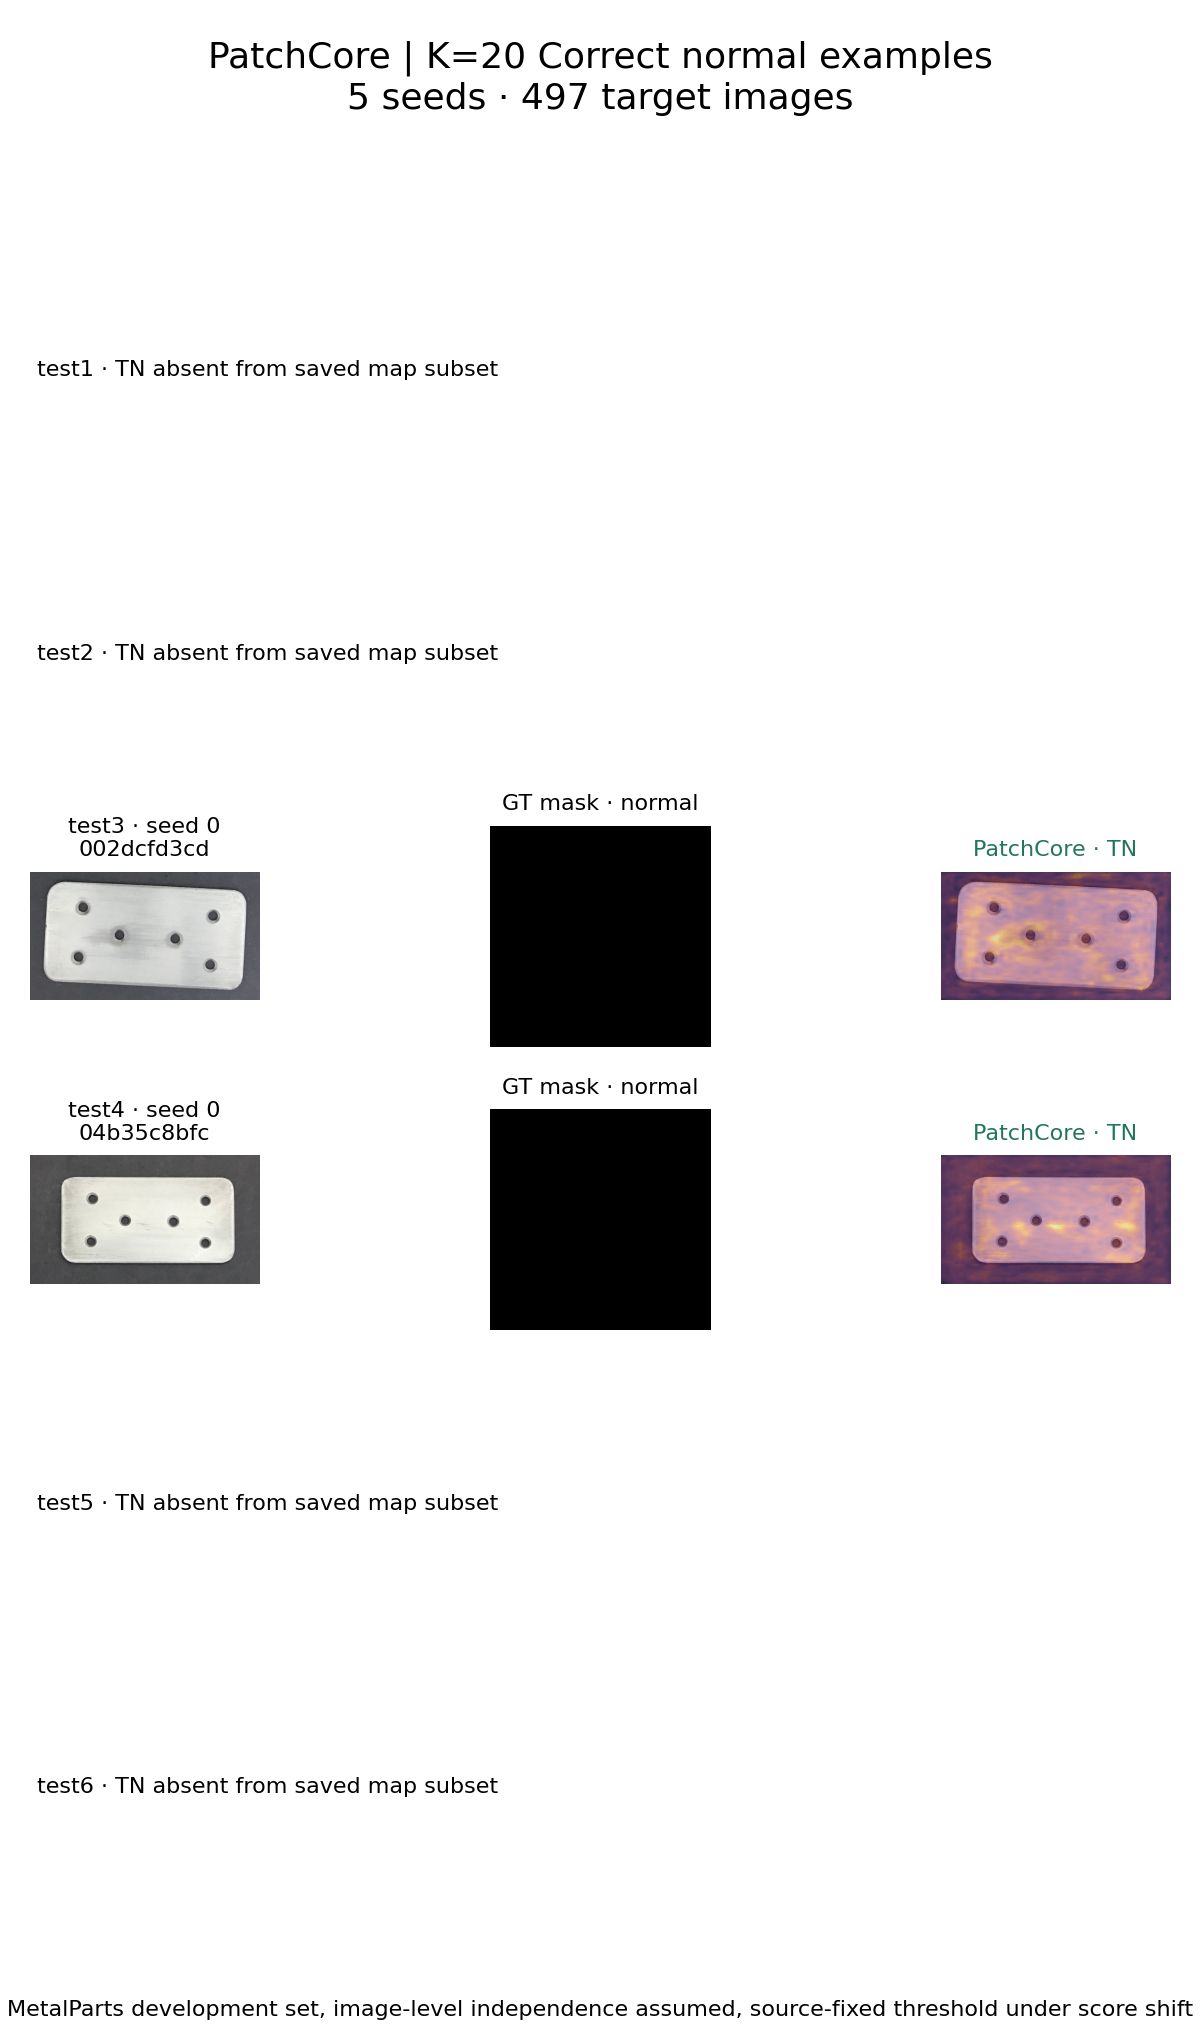 PatchCore | K=20 Correct normal examples
5 seeds · 497 target images
test1 · TN absent from saved map subset
test2 · TN absent from saved map subset
test3 · seed 0
002dcfd3cd
GT mask · normal
PatchCore · TN
test4 · seed 0
04b35c8bfc
GT mask · normal
PatchCore · TN
test5 · TN absent from saved map subset
test6 · TN absent from saved map subset
MetalParts development set, image-level independence assumed, source-fixed threshold under score shift